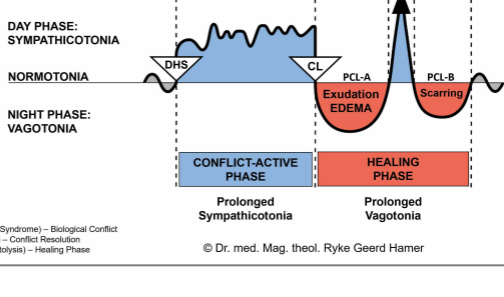 DAY PHASE:
SYMPATHICOTONIA
DHS
CL
NORMOTONIA
PCL-A
PCL-B
Exudation
EDEMA
Scarring
NIGHT PHASE:
VAGOTONIA
CONFLICT-ACTIVE
PHASE
HEALING
PHASE
Prolonged
Sympathicotonia
Prolonged
Vagotonia
Syndrome) – Biological Conflict
– Conflict Resolution
tolysis) – Healing Phase
© Dr. med. Mag. theol. Ryke Geerd Hamer